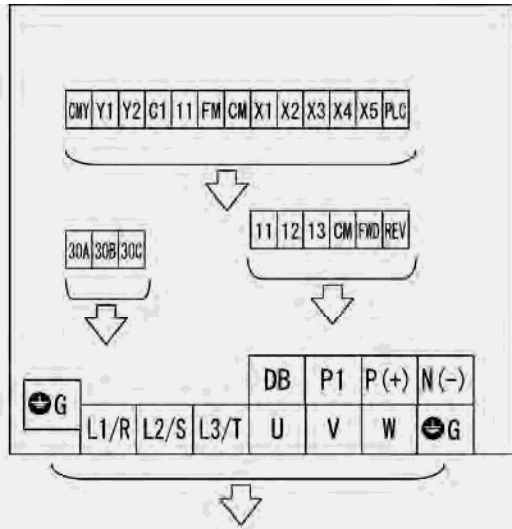 CMY Y1 Y2 C1 11 FM CM X1 X2 X3 X4 X5 PLC
11 12 13 CM FWD REV
30A 30B 30C
DB P1 P(+) N(-)
G
L1/R L2/S L3/T U V W G